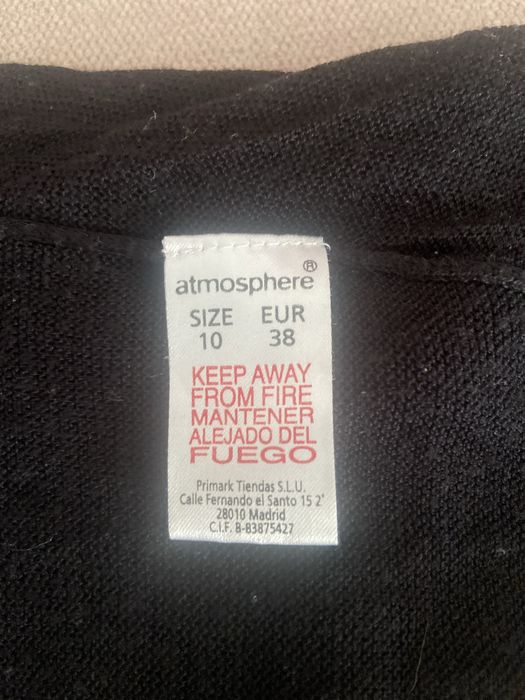 atmosphere®
SIZE EUR
10 38
KEEP AWAY
FROM FIRE
MANTENER
ALEJADO DEL
FUEGO
Primark Tiendas S.L.U.
Calle Fernando el Santo 15 2°
28010 Madrid
C.I.F. B-83875427